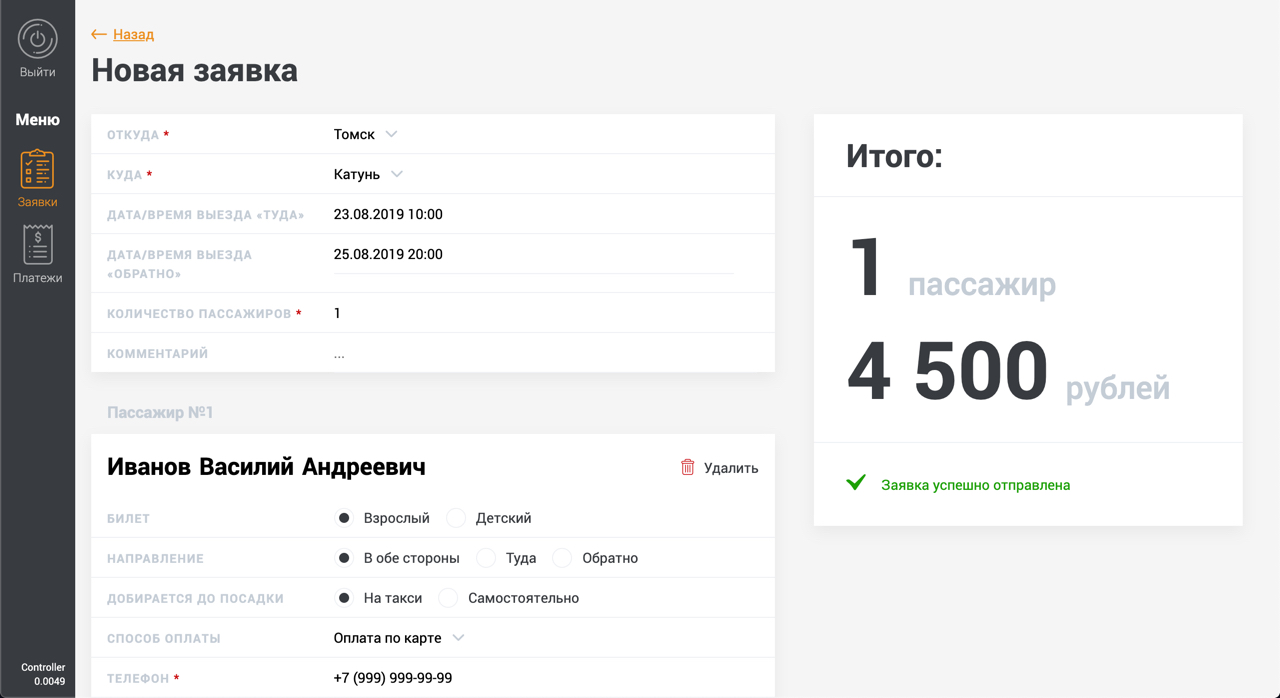 Выйти
Меню
Заявки
Платежи
Controller
0.0049
Назад
Новая заявка
ОТКУДА * Томск
КУДА * Катунь
ДАТА/ВРЕМЯ ВЫЕЗДА «ТУДА» 23.08.2019 10:00
ДАТА/ВРЕМЯ ВЫЕЗДА «ОБРАТНО» 25.08.2019 20:00
КОЛИЧЕСТВО ПАССАЖИРОВ * 1
КОММЕНТАРИЙ ...
Пассажир №1
Иванов Василий Андреевич Удалить
БИЛЕТ Взрослый Детский
НАПРАВЛЕНИЕ В обе стороны Туда Обратно
ДОБИРАЕТСЯ ДО ПОСАДКИ На такси Самостоятельно
СПОСОБ ОПЛАТЫ Оплата по карте
ТЕЛЕФОН * +7 (999) 999-99-99
Итого:
1 пассажир
4 500 рублей
Заявка успешно отправлена